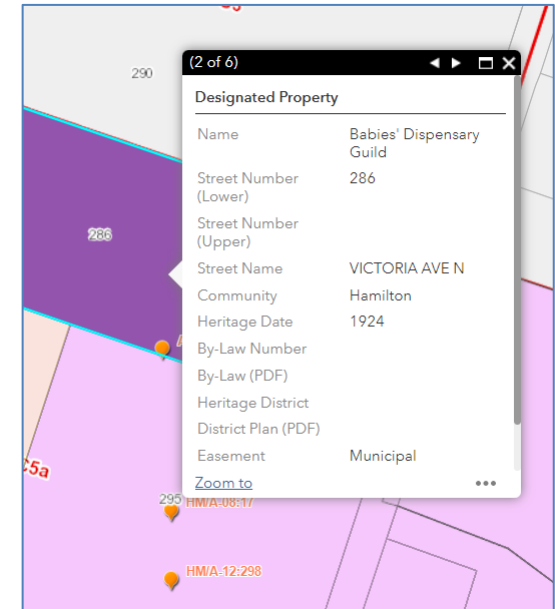 290
(2 of 6)
Designated Property
Name Babies' Dispensary
Guild
Street Number 286
(Lower)
286
Street Number
(Upper)
Street Name VICTORIA AVE N
Community Hamilton
Heritage Date 1924
By-Law Number
By-Law (PDF)
Heritage District
District Plan (PDF)
Easement Municipal
C5a
Zoom to
295 HM/A-08:17
HM/A-12:298